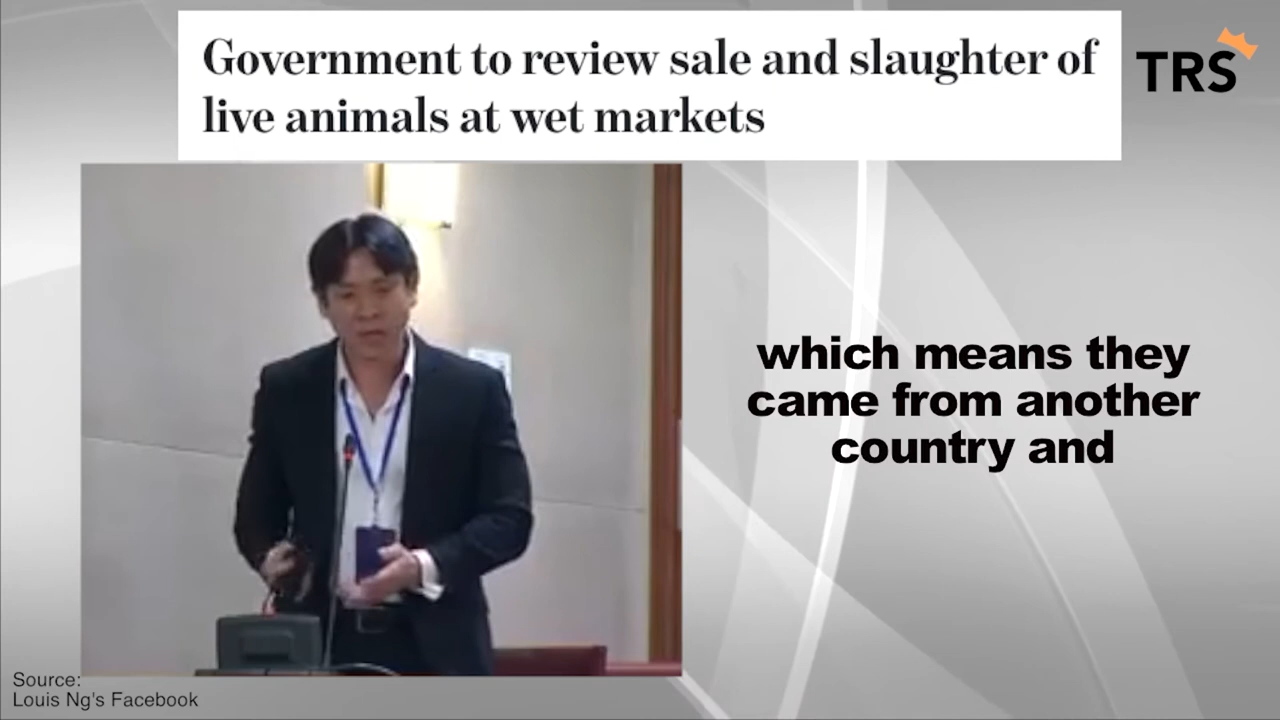 Government to review sale and slaughter of
live animals at wet markets
TRS
which means they
came from another
country and
Source:
Louis Ng's Facebook